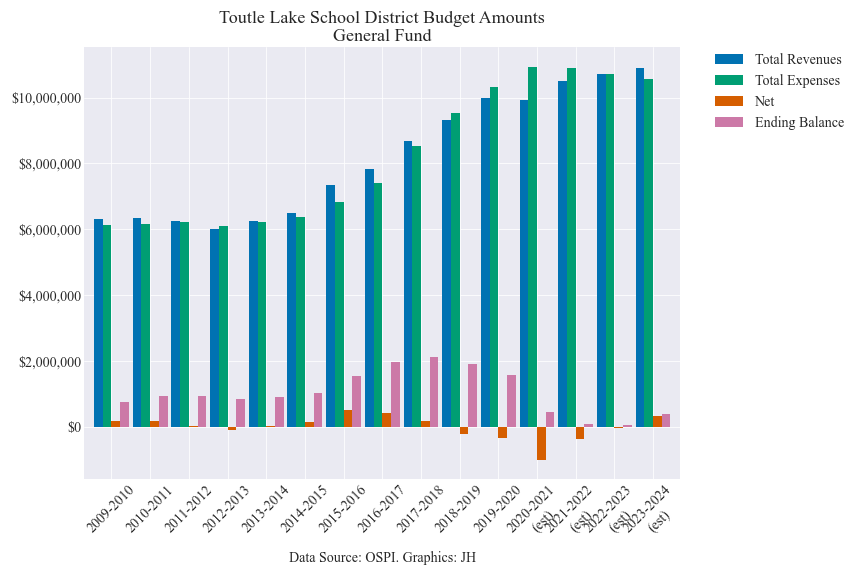 Toutle Lake School District Budget Amounts
General Fund
Total Revenues
Total Expenses
Net
Ending Balance
$10,000,000
$8,000,000
$6,000,000
$4,000,000
$2,000,000
$0
2009-2010
2010-2011
2011-2012
2012-2013
2013-2014
2014-2015
2015-2016
2016-2017
2017-2018
2018-2019
2019-2020
2020-2021
(est)
2021-2022
(est)
2022-2023
(est)
2023-2024
(est)
Data Source: OSPI. Graphics: JH